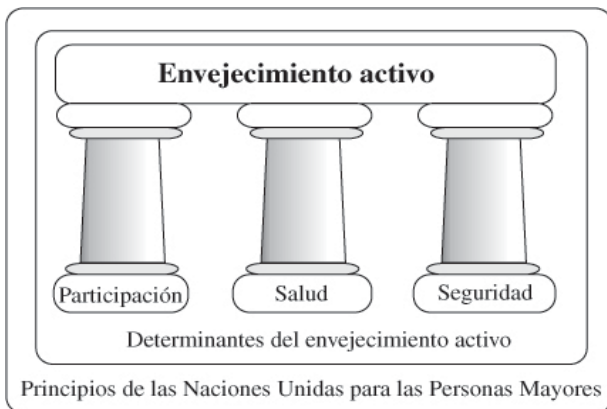 Envejecimiento activo
Participación
Salud
Seguridad
Determinantes del envejecimiento activo
Principios de las Naciones Unidas para las Personas Mayores